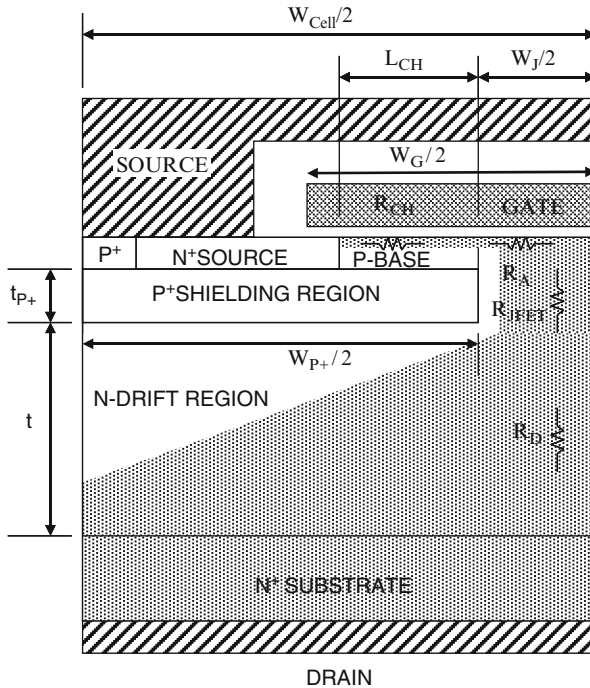 W_Cell/2
L_CH
W_J/2
SOURCE
W_G/2
R_CH
GATE
P⁺
N⁺SOURCE
P-BASE
t_P+
P⁺SHIELDING REGION
R_A
R_JFET
W_P+/2
N-DRIFT REGION
t
R_D
N⁺ SUBSTRATE
DRAIN